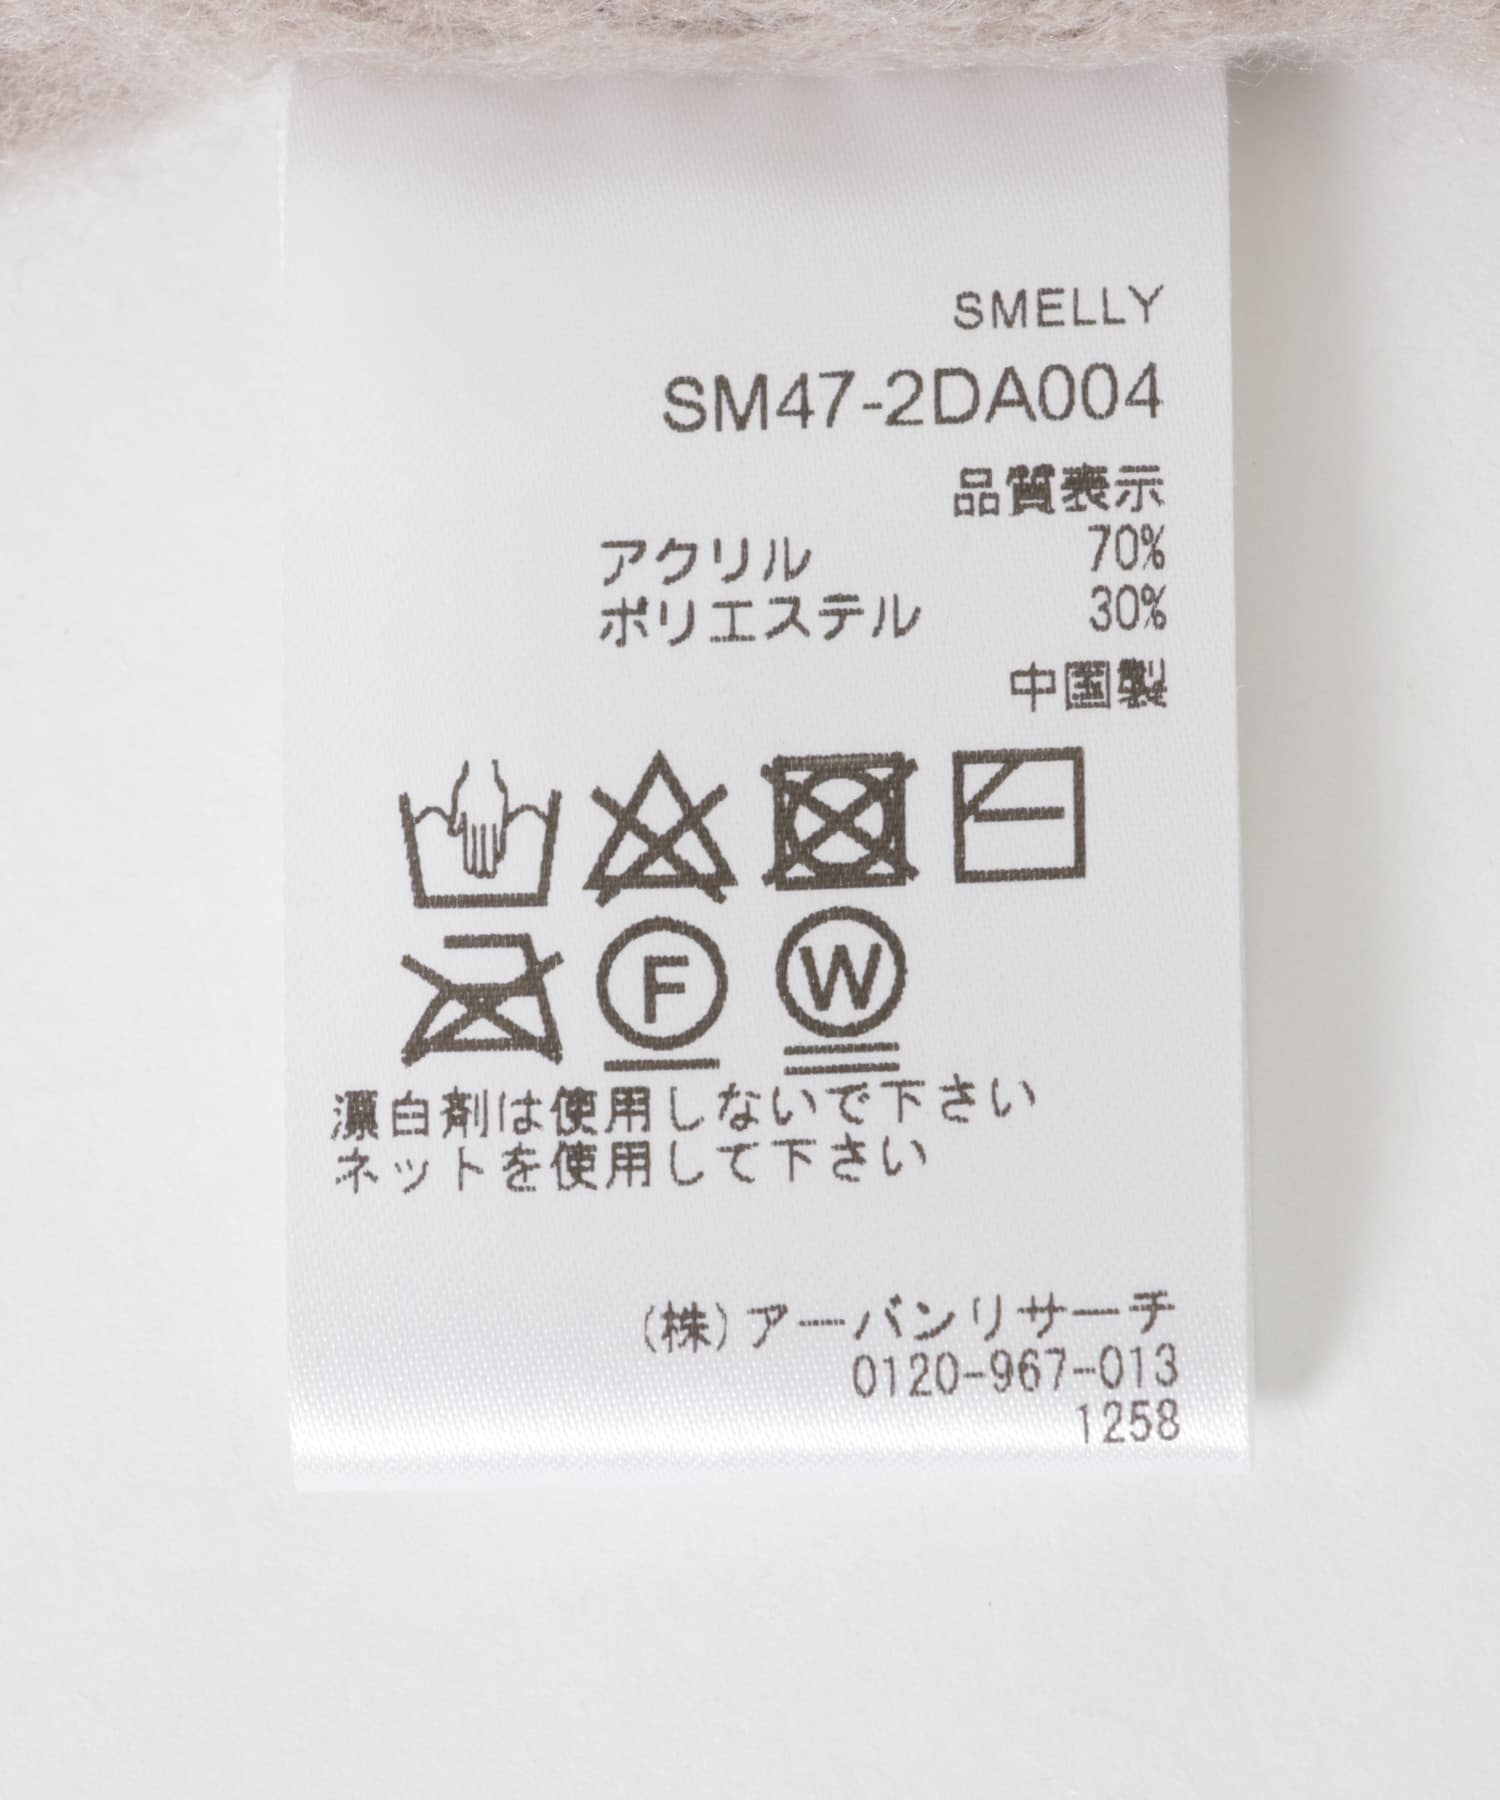 SMELLY
SM47-2DA004
品質表示
アクリル 70%
ポリエステル 30%
中国製
F W
漂白剤は使用しないで下さい
ネットを使用して下さい
(株)アーバンリサーチ
0120-967-013
1258